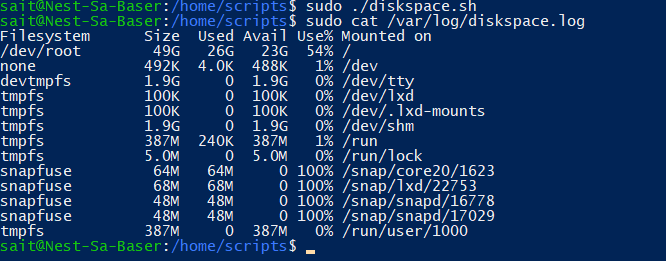 sait@Nest-Sa-Baser:/home/scripts$ sudo ./diskspace.sh
sait@Nest-Sa-Baser:/home/scripts$ sudo cat /var/log/diskspace.log
Filesystem      Size  Used Avail Use% Mounted on
/dev/root        49G   26G   23G  54% /
none            492K  4.0K  488K   1% /dev
devtmpfs        1.9G     0  1.9G   0% /dev/tty
tmpfs           100K     0  100K   0% /dev/lxd
tmpfs           100K     0  100K   0% /dev/.lxd-mounts
tmpfs           1.9G     0  1.9G   0% /dev/shm
tmpfs           387M  240K  387M   1% /run
tmpfs           5.0M     0  5.0M   0% /run/lock
snapfuse         64M   64M     0 100% /snap/core20/1623
snapfuse         68M   68M     0 100% /snap/lxd/22753
snapfuse         48M   48M     0 100% /snap/snapd/16778
snapfuse         48M   48M     0 100% /snap/snapd/17029
tmpfs           387M     0  387M   0% /run/user/1000
sait@Nest-Sa-Baser:/home/scripts$